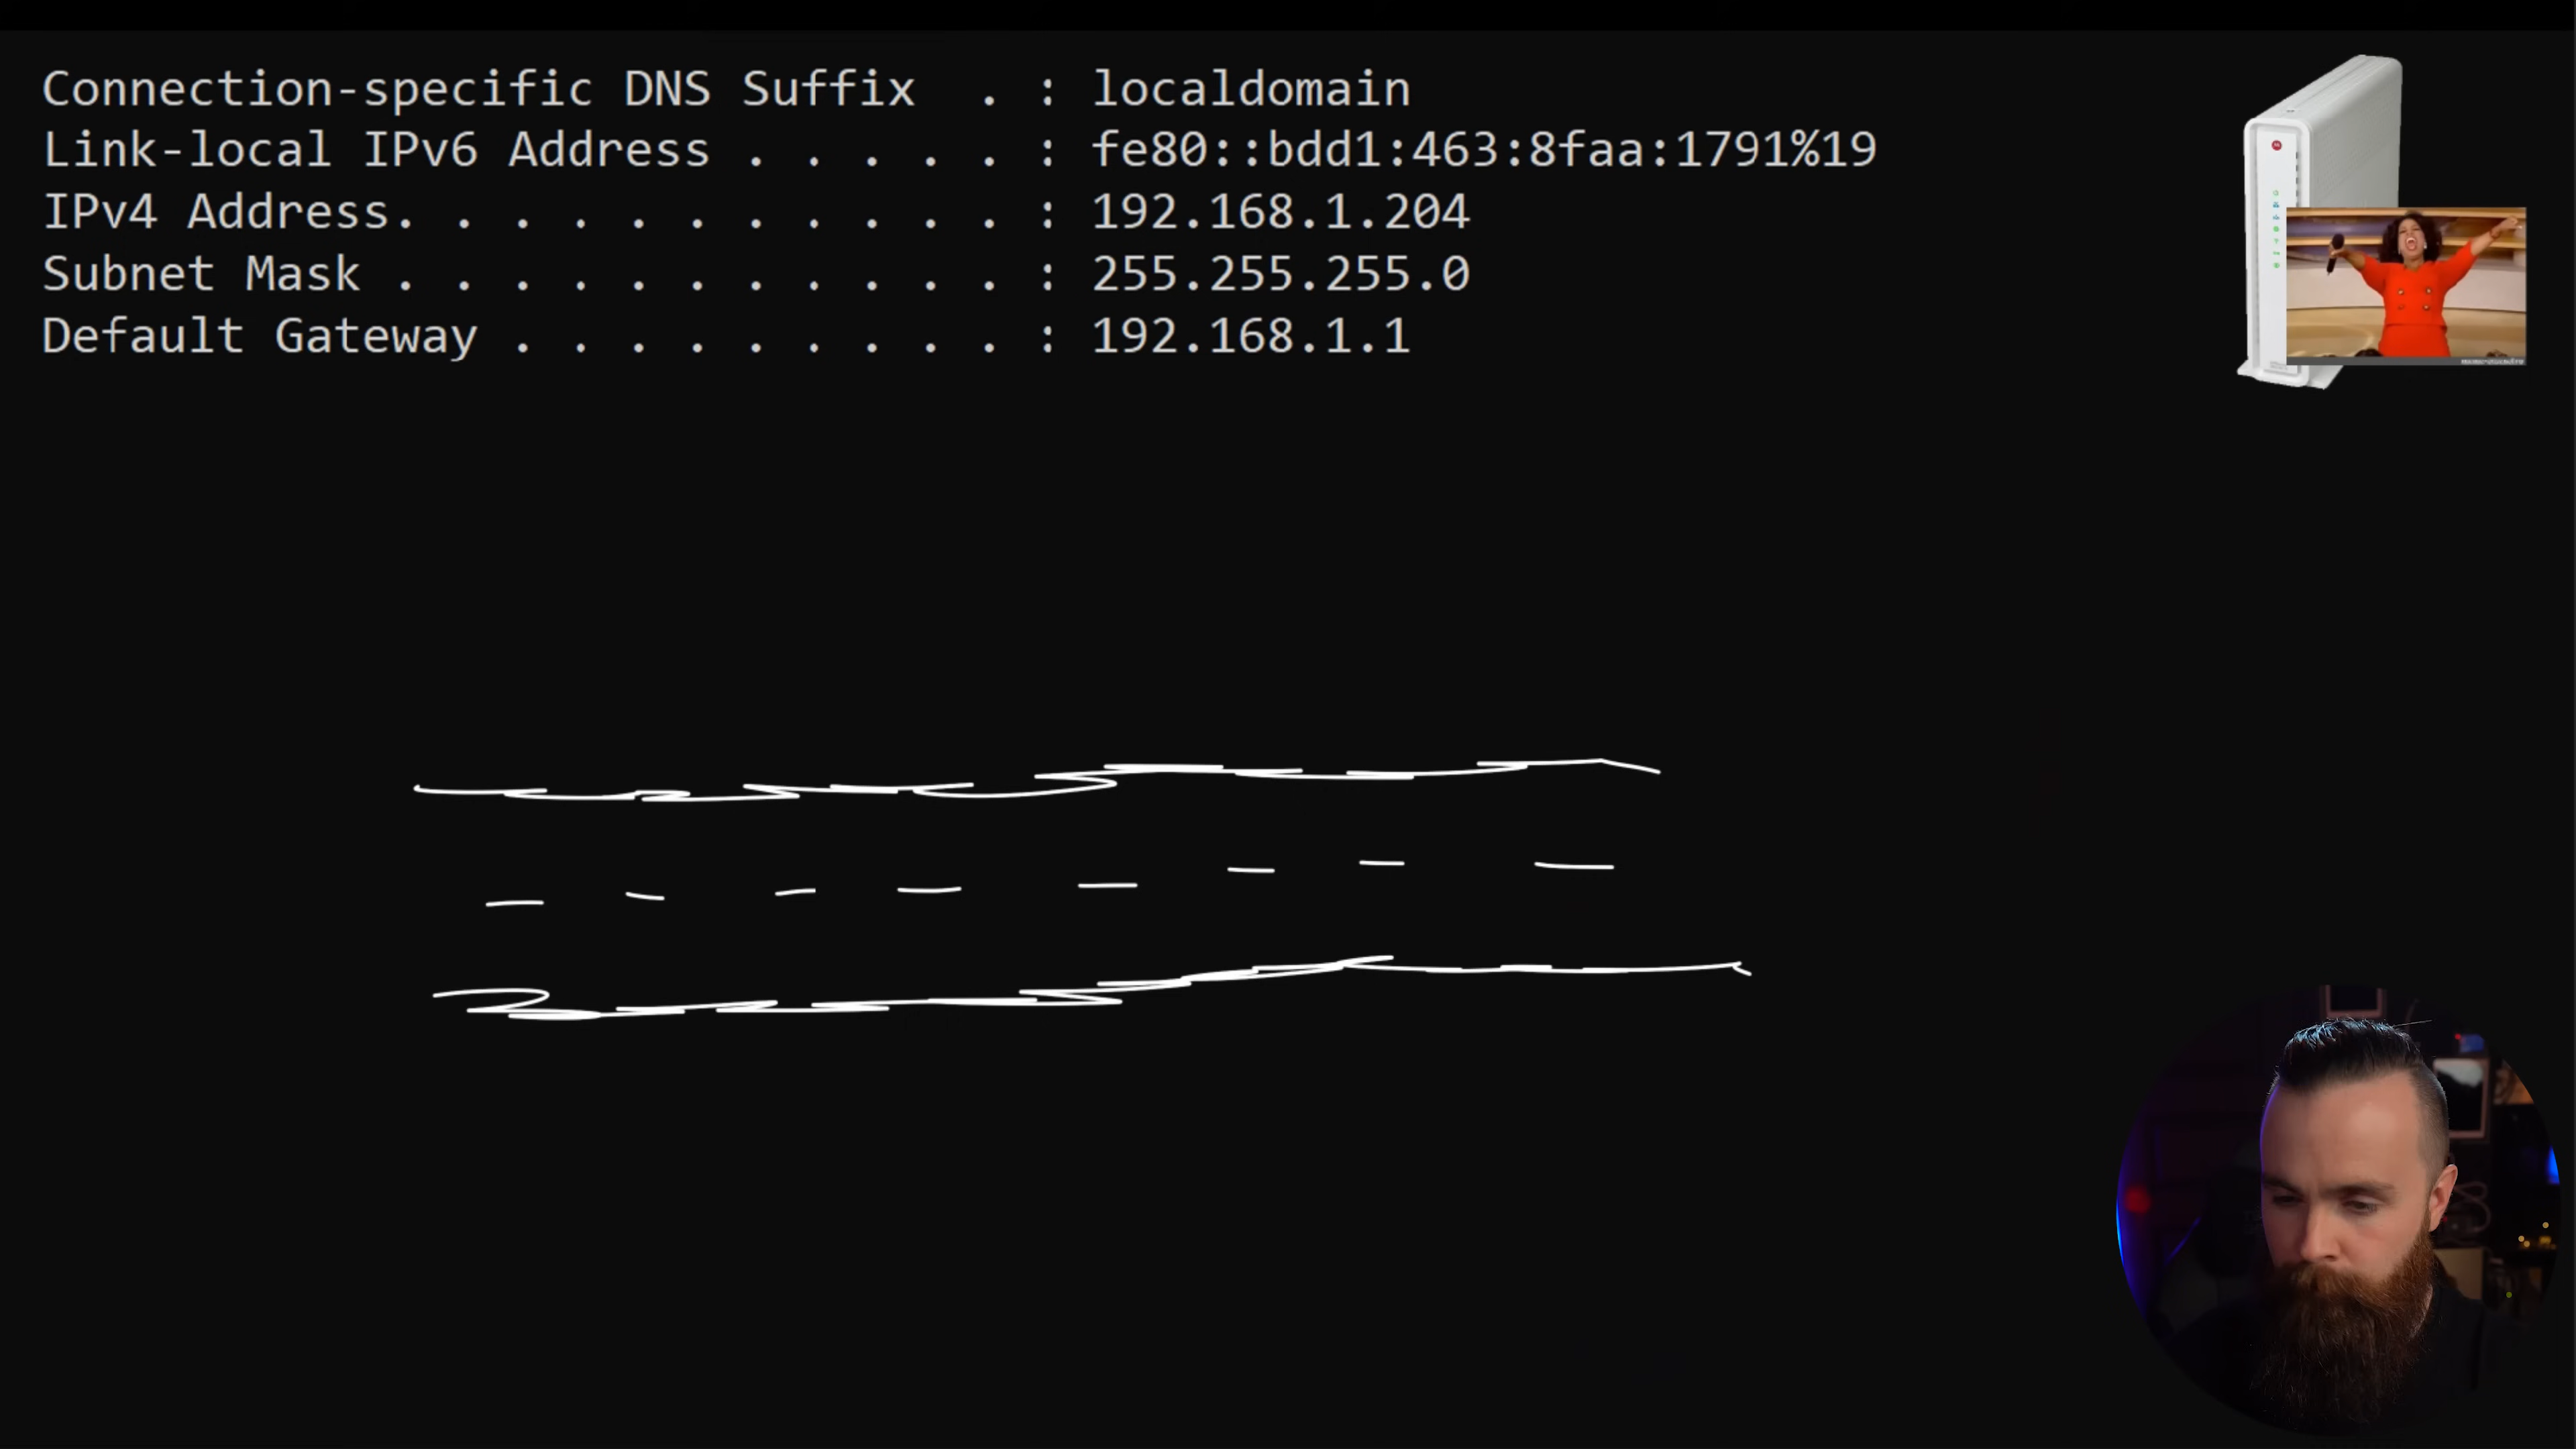 Connection-specific DNS Suffix  . : localdomain
Link-local IPv6 Address . . . . . : fe80::bdd1:463:8faa:1791%19
IPv4 Address. . . . . . . . . . . : 192.168.1.204
Subnet Mask . . . . . . . . . . . : 255.255.255.0
Default Gateway . . . . . . . . . : 192.168.1.1